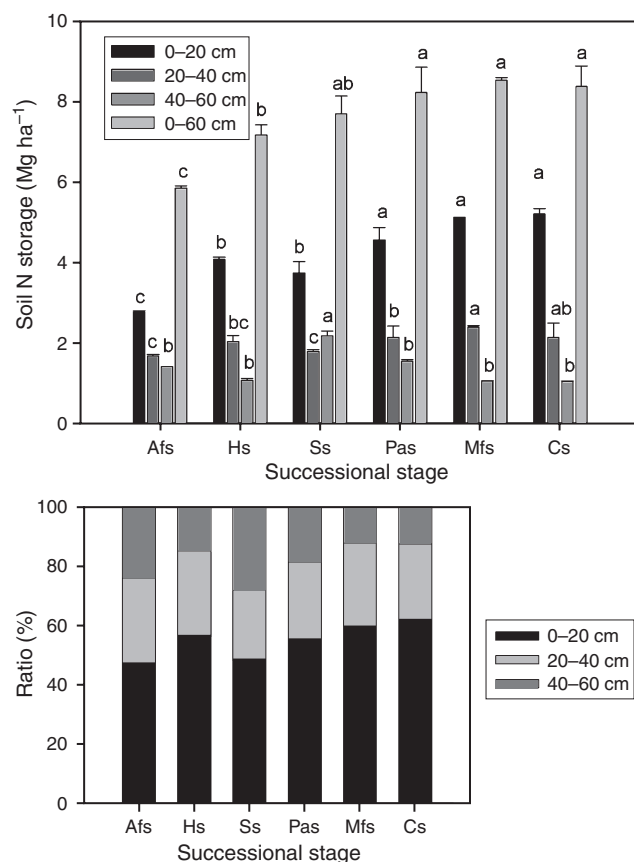 10
8
6
4
2
0
Soil N storage (Mg ha⁻¹)
0–20 cm
20–40 cm
40–60 cm
0–60 cm
c c b c
b bc b b
b c a ab
a b b a
a a b a
a ab b a
Afs Hs Ss Pas Mfs Cs
Successional stage
100
80
60
40
20
0
Ratio (%)
0–20 cm
20–40 cm
40–60 cm
Afs Hs Ss Pas Mfs Cs
Successional stage